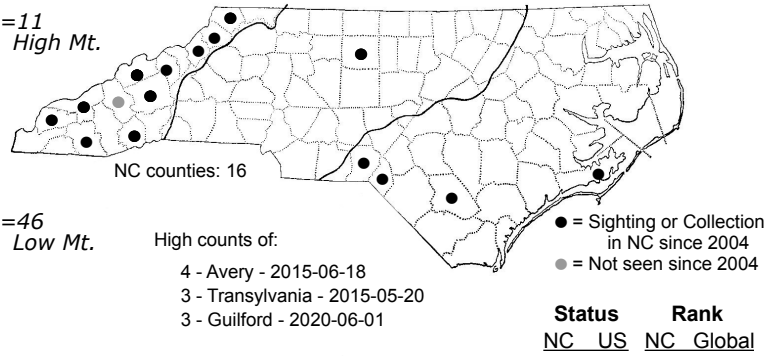 =11
High Mt.
NC counties: 16
=46
Low Mt.
High counts of:
4 - Avery - 2015-06-18
3 - Transylvania - 2015-05-20
3 - Guilford - 2020-06-01
= Sighting or Collection
in NC since 2004
= Not seen since 2004
Status Rank
NC US NC Global